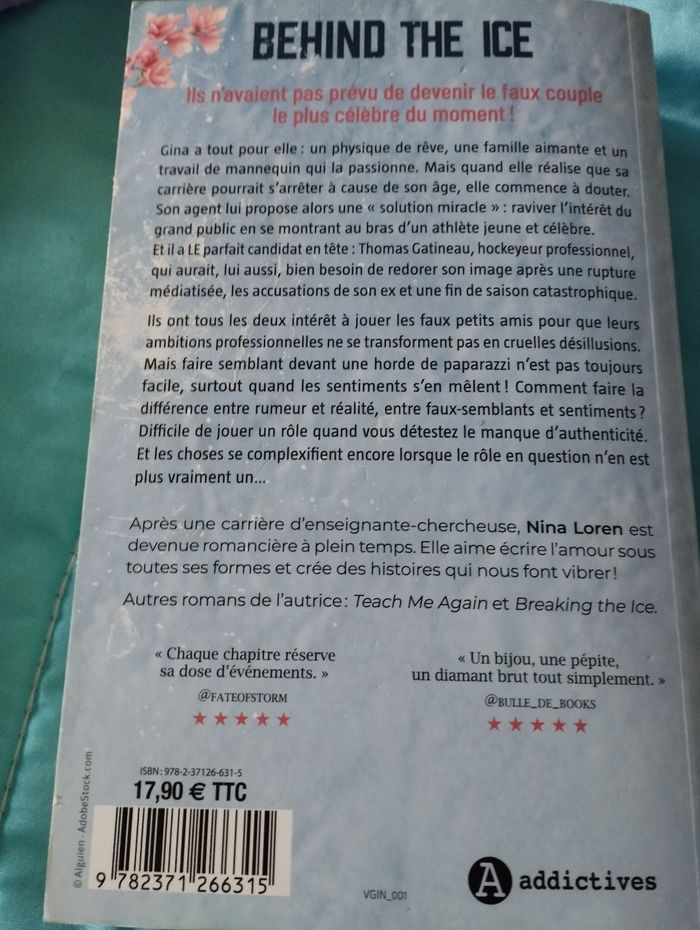 BEHIND THE ICE
Ils n'avaient pas prévu de devenir le faux couple
le plus célèbre du moment !
Gina a tout pour elle : un physique de rêve, une famille aimante et un
travail de mannequin qui la passionne. Mais quand elle réalise que sa
carrière pourrait s'arrêter à cause de son âge, elle commence à douter.
Son agent lui propose alors une « solution miracle » : raviver l'intérêt du
grand public en se montrant au bras d'un athlète jeune et célèbre.
Et il a LE parfait candidat en tête : Thomas Gatineau, hockeyeur professionnel,
qui aurait, lui aussi, bien besoin de redorer son image après une rupture
médiatisée, les accusations de son ex et une fin de saison catastrophique.
Ils ont tous les deux intérêt à jouer les faux petits amis pour que leurs
ambitions professionnelles ne se transforment pas en cruelles désillusions.
Mais faire semblant devant une horde de paparazzi n'est pas toujours
facile, surtout quand les sentiments s'en mêlent ! Comment faire la
différence entre rumeur et réalité, entre faux-semblants et sentiments ?
Difficile de jouer un rôle quand vous détestez le manque d'authenticité.
Et les choses se complexifient encore lorsque le rôle en question n'en est
plus vraiment un...
Après une carrière d'enseignante-chercheuse, Nina Loren est
devenue romancière à plein temps. Elle aime écrire l'amour sous
toutes ses formes et crée des histoires qui nous font vibrer !
Autres romans de l'autrice : Teach Me Again et Breaking the Ice.
« Chaque chapitre réserve
sa dose d'événements. »
@FATEOFSTORM
« Un bijou, une pépite,
un diamant brut tout simplement. »
@BULLE_DE_BOOKS
© Alguien - AdobeStock.com
ISBN : 978-2-37126-631-5
17,90 € TTC
9 782371 266315
VGIN_001
A addictives